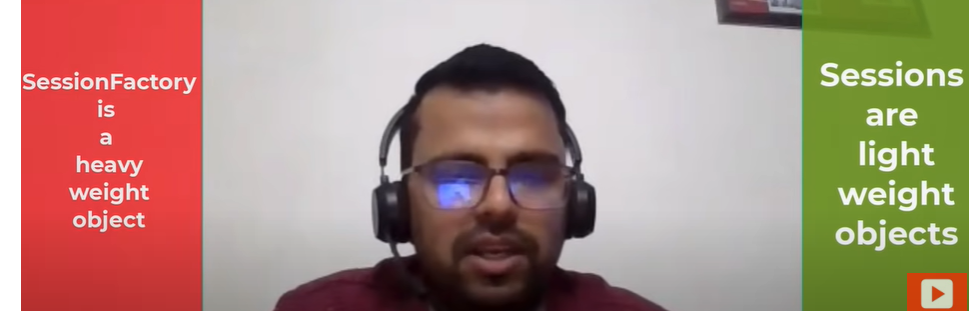 SessionFactory
is
a
heavy
weight
object
Sessions
are
light
weight
objects